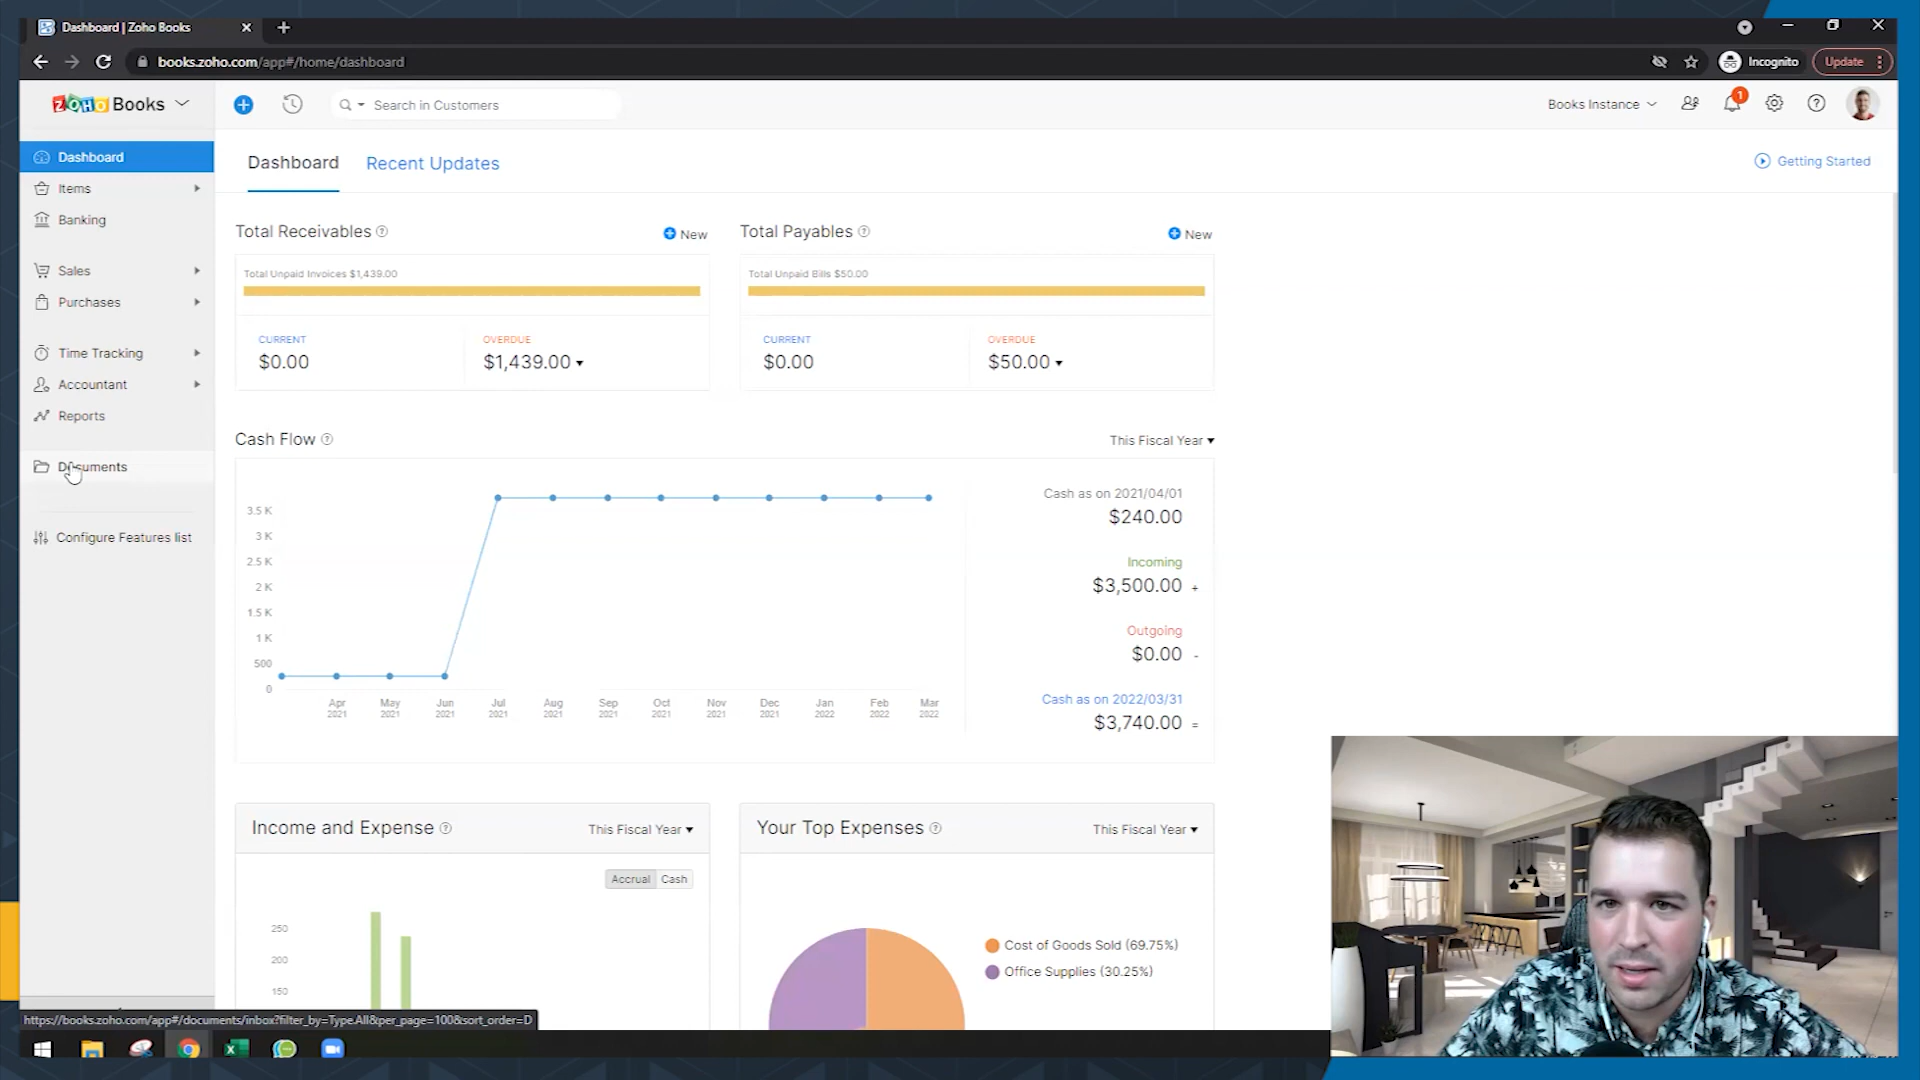 Dashboard | Zoho Books
books.zoho.com/app#/home/dashboard
Incognito
Update
ZOHO Books
Search in Customers
Books Instance
1
Dashboard
Items
Banking
Sales
Purchases
Time Tracking
Accountant
Reports
Documents
Configure Features list
Dashboard
Recent Updates
Getting Started
Total Receivables
New
Total Unpaid Invoices $1,439.00
CURRENT
$0.00
OVERDUE
$1,439.00
Total Payables
New
Total Unpaid Bills $50.00
CURRENT
$0.00
OVERDUE
$50.00
Cash Flow
This Fiscal Year
3.5 K
3 K
2.5 K
2 K
1.5 K
1 K
500
0
Apr 2021
May 2021
Jun 2021
Jul 2021
Aug 2021
Sep 2021
Oct 2021
Nov 2021
Dec 2021
Jan 2022
Feb 2022
Mar 2022
Cash as on 2021/04/01
$240.00
Incoming
$3,500.00 +
Outgoing
$0.00 -
Cash as on 2022/03/31
$3,740.00 =
Income and Expense
This Fiscal Year
Accrual
Cash
250
200
150
Your Top Expenses
This Fiscal Year
Cost of Goods Sold (69.75%)
Office Supplies (30.25%)
https://books.zoho.com/app#/documents/inbox?filter_by=Type.All&per_page=100&sort_order=D